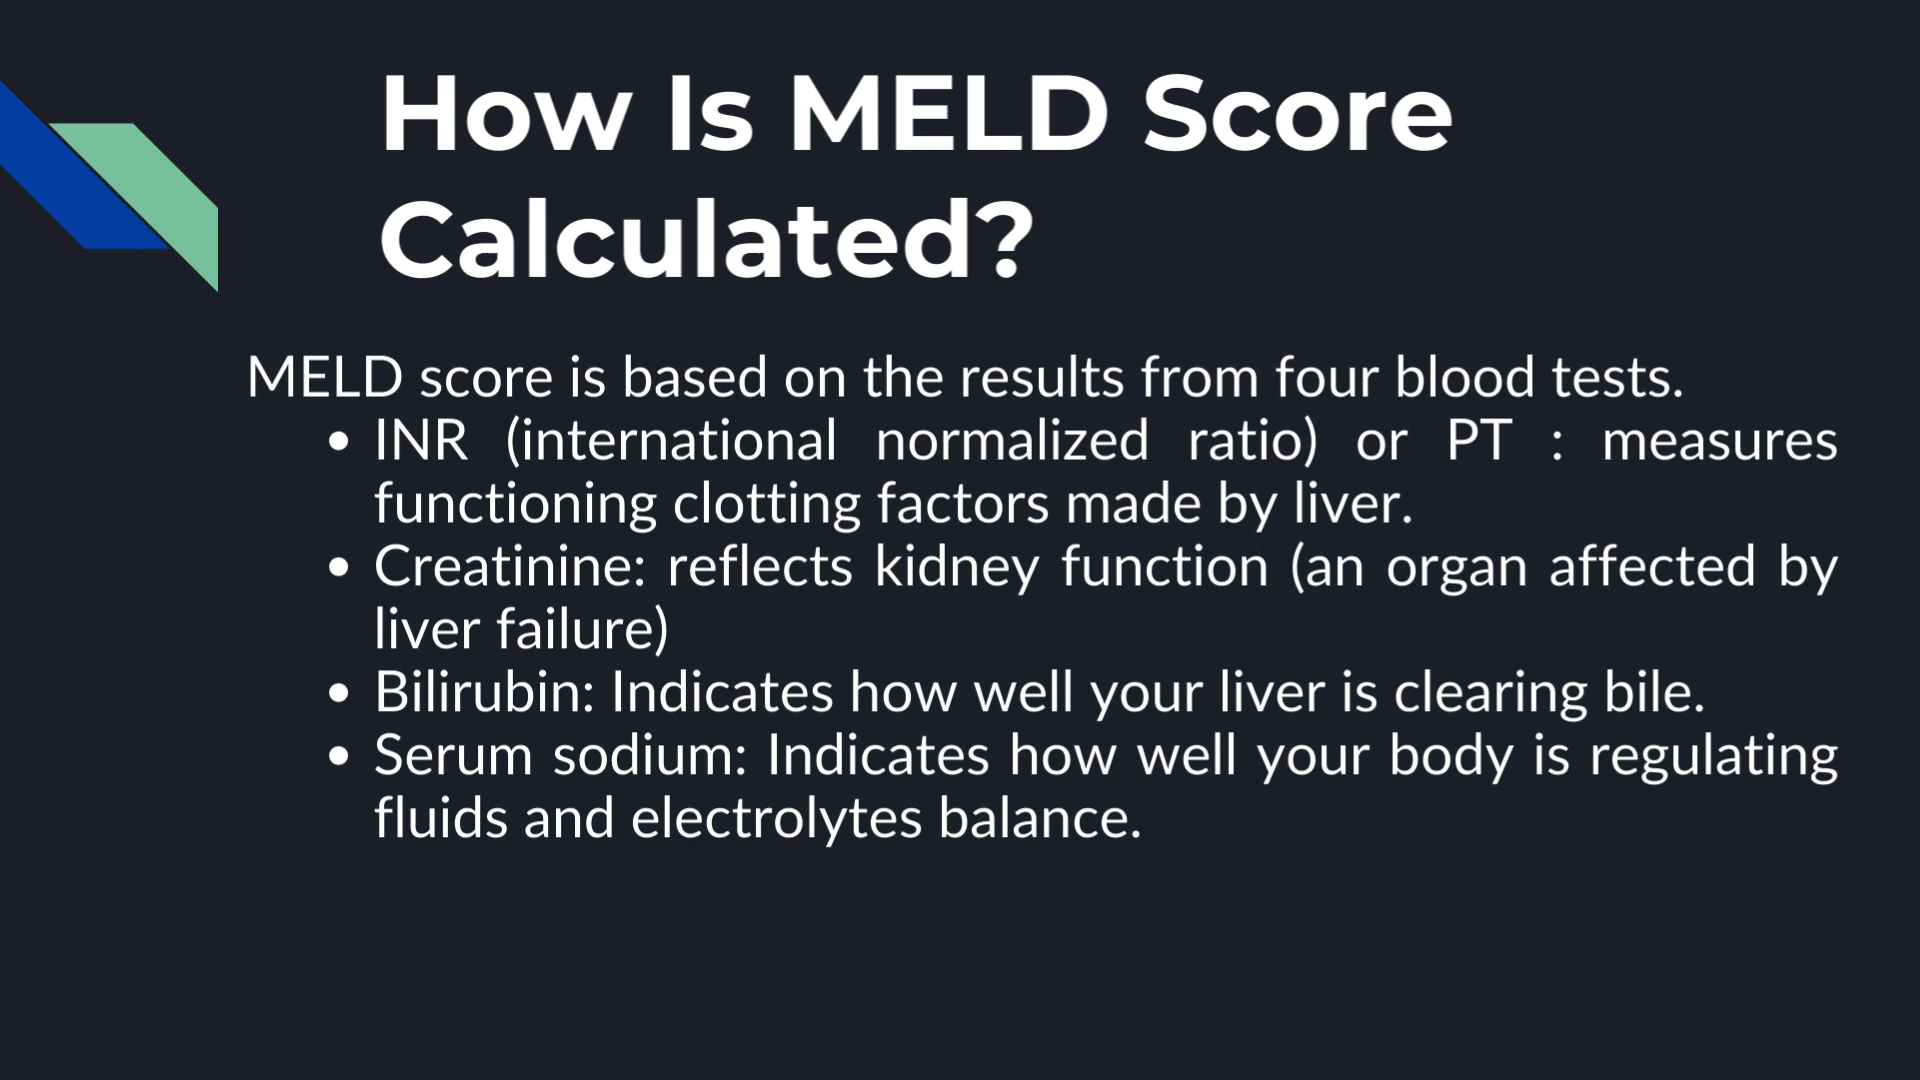 How Is MELD Score
Calculated?
MELD score is based on the results from four blood tests.
• INR (international normalized ratio) or PT : measures
functioning clotting factors made by liver.
• Creatinine: reflects kidney function (an organ affected by
liver failure)
• Bilirubin: Indicates how well your liver is clearing bile.
• Serum sodium: Indicates how well your body is regulating
fluids and electrolytes balance.